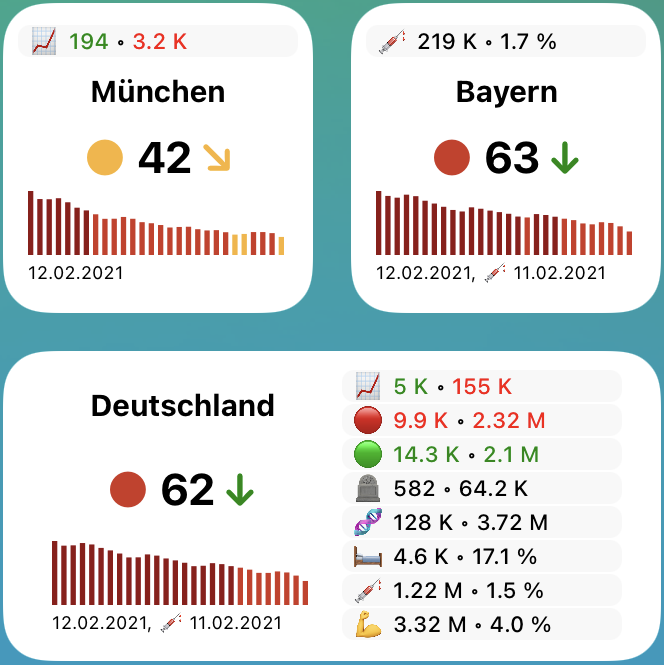 194 ∘ 3.2 K
München
42
12.02.2021
219 K ∘ 1.7 %
Bayern
63
12.02.2021, 11.02.2021
Deutschland
62
12.02.2021, 11.02.2021
5 K ∘ 155 K
9.9 K ∘ 2.32 M
14.3 K ∘ 2.1 M
582 ∘ 64.2 K
128 K ∘ 3.72 M
4.6 K ∘ 17.1 %
1.22 M ∘ 1.5 %
3.32 M ∘ 4.0 %